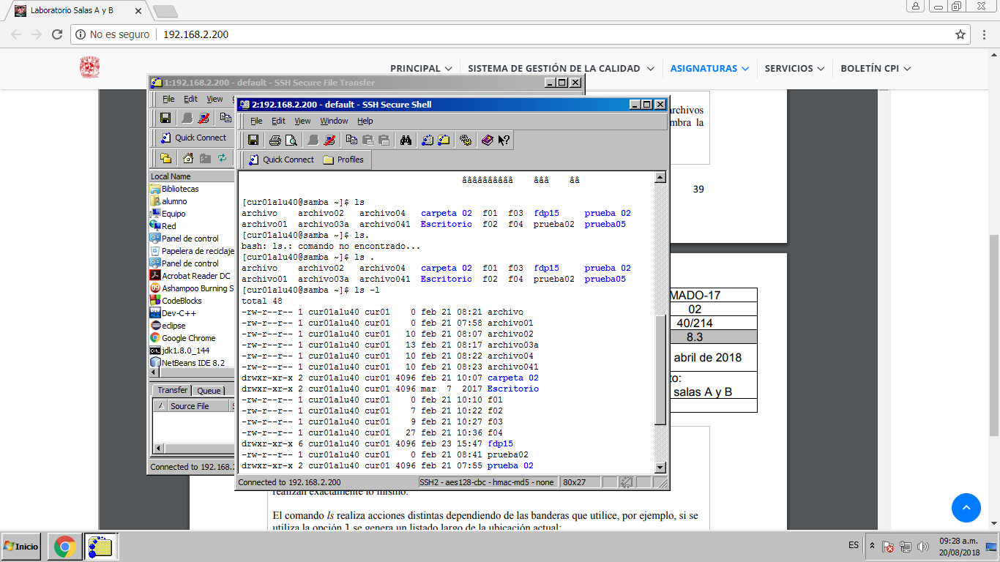 Laboratorio Salas A y B
No es seguro
192.168.2.200
PRINCIPAL
SISTEMA DE GESTIÓN DE LA CALIDAD
ASIGNATURAS
SERVICIOS
BOLETÍN CPI
1:192.168.2.200 - default - SSH Secure File Transfer
File Edit View
Quick Connect
Local Name
Bibliotecas
alumno
Equipo
Red
Panel de control
Papelera de reciclaje
Panel de control
Acrobat Reader DC
Ashampoo Burning S
CodeBlocks
Dev-C++
eclipse
Google Chrome
jdk1.8.0_144
NetBeans IDE 8.2
Transfer Queue
Source File
Connected to 192.168.2
2:192.168.2.200 - default - SSH Secure Shell
File Edit View Window Help
Quick Connect Profiles
âââââââââ âââ ââ
[cur01alu40@samba ~]$ ls
archivo archivo02 archivo04 carpeta 02 f01 f03 fdp15 prueba 02
archivo01 archivo03a archivo041 Escritorio f02 f04 prueba02 prueba05
[cur01alu40@samba ~]$ ls.
bash: ls.: comando no encontrado...
[cur01alu40@samba ~]$ ls .
archivo archivo02 archivo04 carpeta 02 f01 f03 fdp15 prueba 02
archivo01 archivo03a archivo041 Escritorio f02 f04 prueba02 prueba05
[cur01alu40@samba ~]$ ls -l
total 48
-rw-r--r-- 1 cur01alu40 cur01 0 feb 21 08:21 archivo
-rw-r--r-- 1 cur01alu40 cur01 0 feb 21 07:58 archivo01
-rw-r--r-- 1 cur01alu40 cur01 10 feb 21 08:07 archivo02
-rw-r--r-- 1 cur01alu40 cur01 13 feb 21 08:17 archivo03a
-rw-r--r-- 1 cur01alu40 cur01 10 feb 21 08:22 archivo04
-rw-r--r-- 1 cur01alu40 cur01 10 feb 21 08:23 archivo041
drwxr-xr-x 2 cur01alu40 cur01 4096 feb 21 10:07 carpeta 02
drwxr-xr-x 2 cur01alu40 cur01 4096 mar 7 2017 Escritorio
-rw-r--r-- 1 cur01alu40 cur01 0 feb 21 10:10 f01
-rw-r--r-- 1 cur01alu40 cur01 7 feb 21 10:22 f02
-rw-r--r-- 1 cur01alu40 cur01 9 feb 21 10:27 f03
-rw-r--r-- 1 cur01alu40 cur01 27 feb 21 10:36 f04
drwxr-xr-x 6 cur01alu40 cur01 4096 feb 23 15:47 fdp15
-rw-r--r-- 1 cur01alu40 cur01 0 feb 21 08:41 prueba02
drwxr-xr-x 2 cur01alu40 cur01 4096 feb 21 07:55 prueba 02
Connected to 192.168.2.200
SSH2 - aes128-cbc - hmac-md5 - none
80x27
archivos
mbra la
39
MADO-17
02
40/214
8.3
abril de 2018
to:
salas A y B
realizan exactamente lo mismo.
El comando ls realiza acciones distintas dependiendo de las banderas que utilice, por ejemplo, si se
utiliza la opción l se genera un listado largo de la ubicación actual:
Inicio
ES
09:28 a.m.
20/08/2018